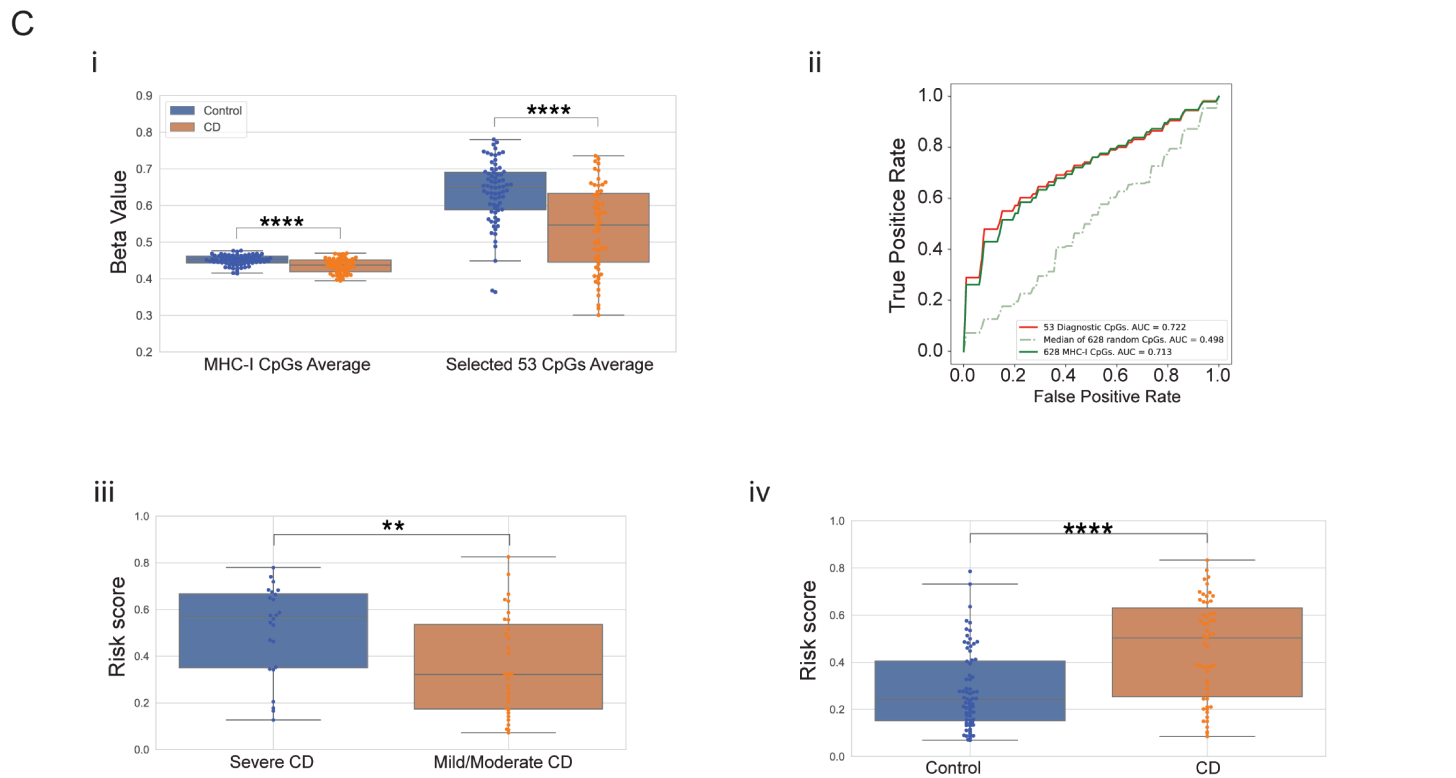 C
i
0.9
0.8
0.7
0.6
0.5
0.4
0.3
0.2
Beta Value
Control
CD
****
****
MHC-I CpGs Average
Selected 53 CpGs Average
ii
1.0
0.8
0.6
0.4
0.2
0.0
True Positice Rate
53 Diagnostic CpGs. AUC = 0.722
Median of 628 random CpGs. AUC = 0.498
628 MHC-I CpGs. AUC = 0.713
0.0 0.2 0.4 0.6 0.8 1.0
False Positive Rate
iii
1.0
0.8
0.6
0.4
0.2
0.0
Risk score
**
Severe CD
Mild/Moderate CD
iv
1.0
0.8
0.6
0.4
0.2
0.0
Risk score
****
Control
CD